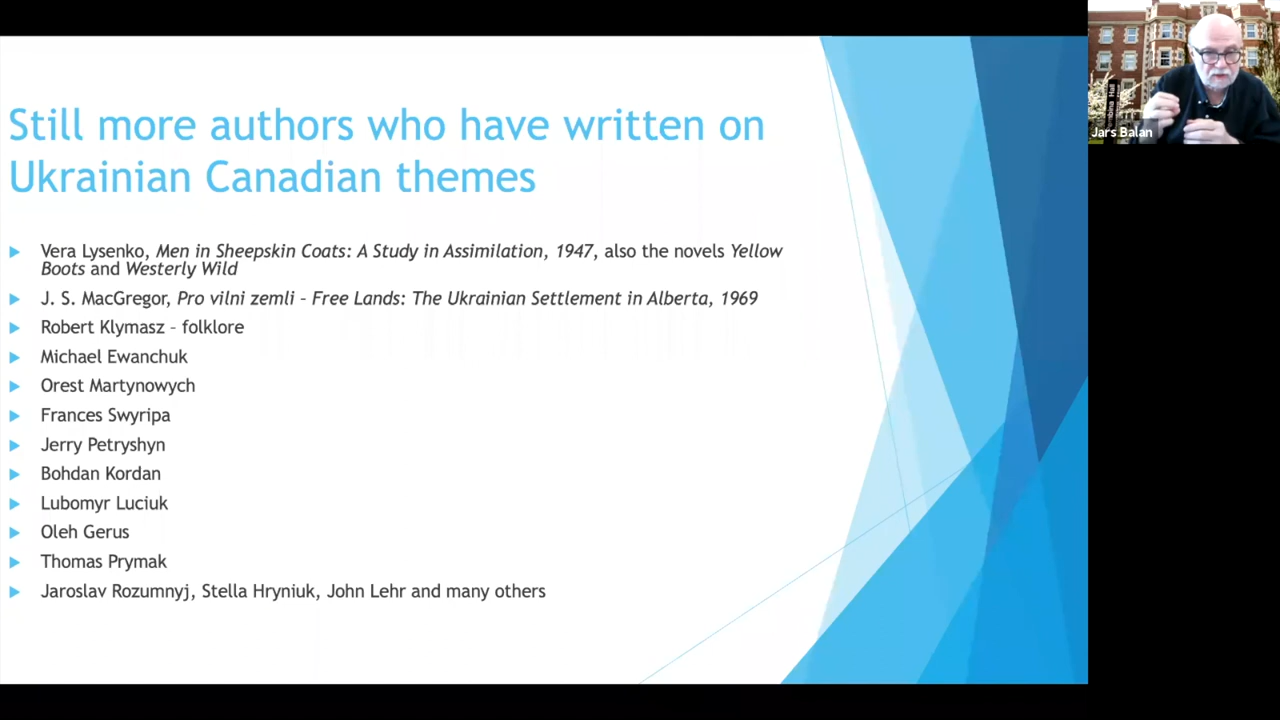 Still more authors who have written on
Ukrainian Canadian themes
Vera Lysenko, Men in Sheepskin Coats: A Study in Assimilation, 1947, also the novels Yellow
Boots and Westerly Wild
J. S. MacGregor, Pro vilni zemli – Free Lands: The Ukrainian Settlement in Alberta, 1969
Robert Klymasz – folklore
Michael Ewanchuk
Orest Martynowych
Frances Swyripa
Jerry Petryshyn
Bohdan Kordan
Lubomyr Luciuk
Oleh Gerus
Thomas Prymak
Jaroslav Rozumnyj, Stella Hryniuk, John Lehr and many others
Jars Balan